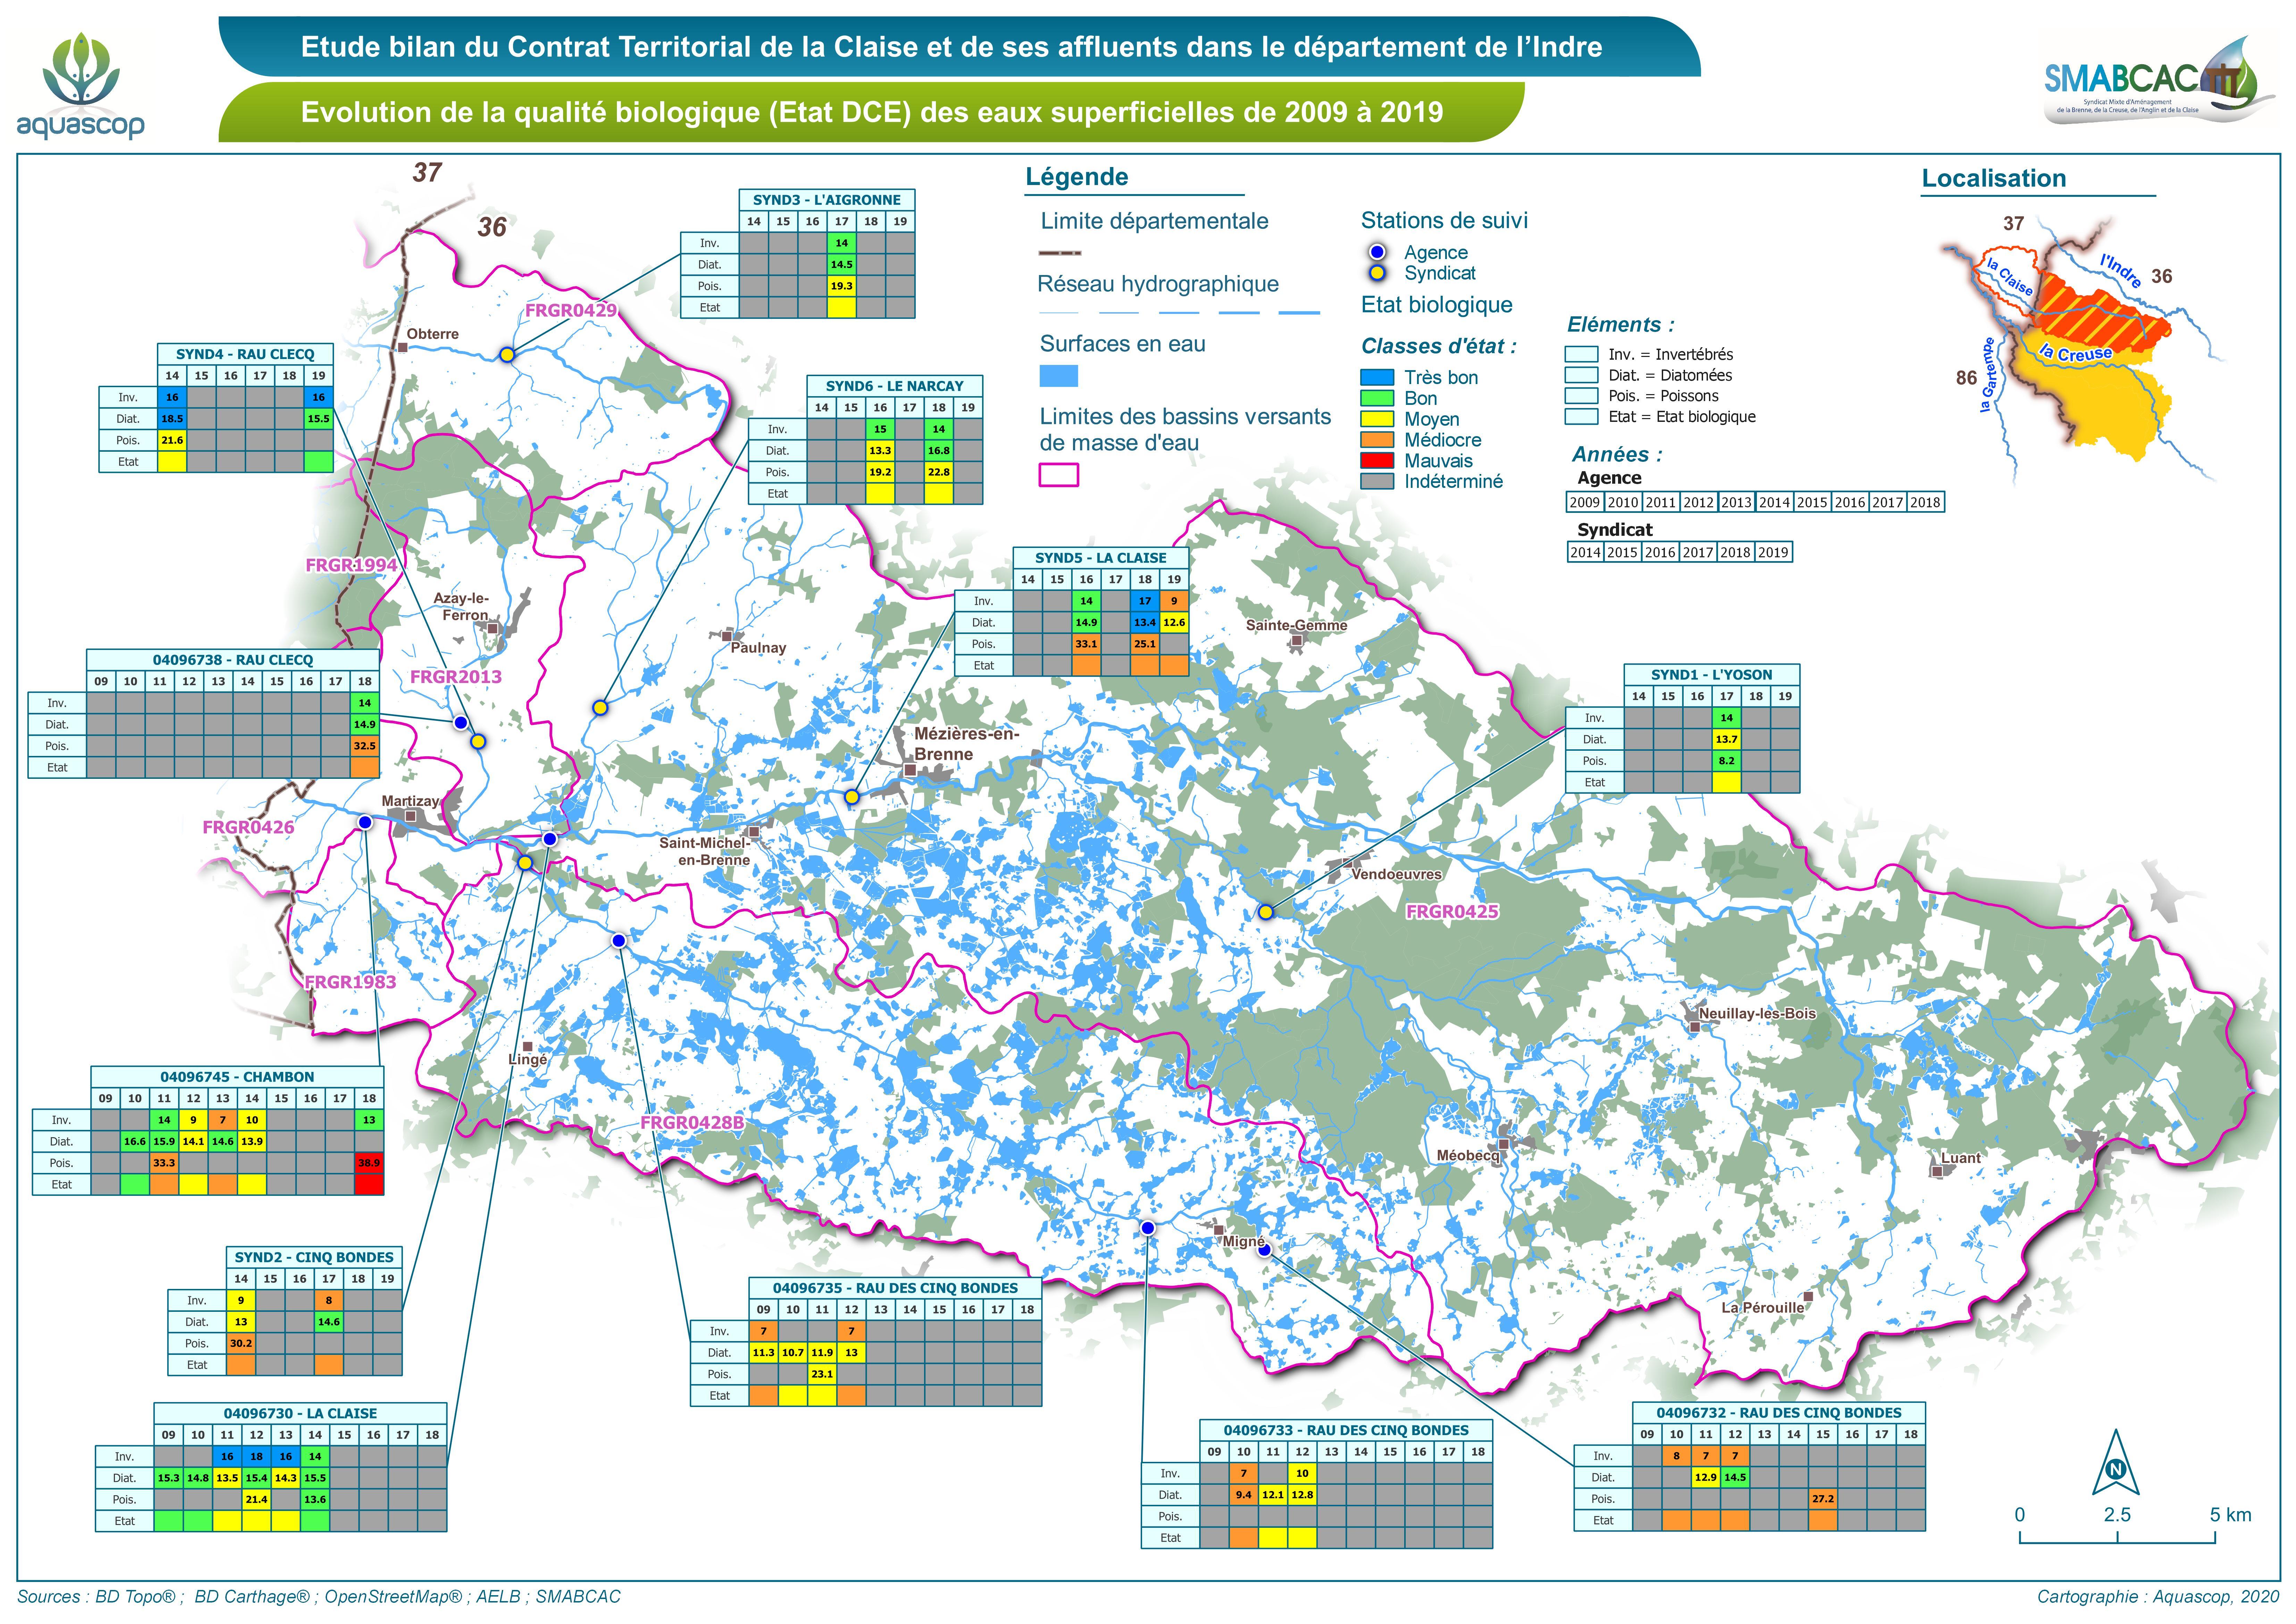 Etude bilan du Contrat Territorial de la Claise et de ses affluents dans le département de l'Indre
Evolution de la qualité biologique (Etat DCE) des eaux superficielles de 2009 à 2019
aquascop
SMABCAC
Syndicat Mixte d'Aménagement
de la Brenne, de la Creuse, de l'Anglin et de la Claise
37
36
Légende
Limite départementale
Réseau hydrographique
Surfaces en eau
Limites des bassins versants
de masse d'eau
Stations de suivi
Agence
Syndicat
Etat biologique
Classes d'état :
Très bon
Bon
Moyen
Médiocre
Mauvais
Indéterminé
Eléments :
Inv. = Invertébrés
Diat. = Diatomées
Pois. = Poissons
Etat = Etat biologique
Années :
Agence
2009 2010 2011 2012 2013 2014 2015 2016 2017 2018
Syndicat
2014 2015 2016 2017 2018 2019
Localisation
37
36
86
l'Indre
la Claise
la Creuse
la Gartempe
SYND3 - L'AIGRONNE
14 15 16 17 18 19
Inv. 14
Diat. 14.5
Pois. 19.3
Etat
SYND4 - RAU CLECQ
14 15 16 17 18 19
Inv. 16 16
Diat. 18.5 15.5
Pois. 21.6
Etat
SYND6 - LE NARCAY
14 15 16 17 18 19
Inv. 15 14
Diat. 13.3 16.8
Pois. 19.2 22.8
Etat
SYND5 - LA CLAISE
14 15 16 17 18 19
Inv. 14 17 9
Diat. 14.9 13.4 12.6
Pois. 33.1 25.1
Etat
SYND1 - L'YOSON
14 15 16 17 18 19
Inv. 14
Diat. 13.7
Pois. 8.2
Etat
04096738 - RAU CLECQ
09 10 11 12 13 14 15 16 17 18
Inv. 14
Diat. 14.9
Pois. 32.5
Etat
04096745 - CHAMBON
09 10 11 12 13 14 15 16 17 18
Inv. 14 9 7 10 13
Diat. 16.6 15.9 14.1 14.6 13.9
Pois. 33.3 38.9
Etat
SYND2 - CINQ BONDES
14 15 16 17 18 19
Inv. 9 8
Diat. 13 14.6
Pois. 30.2
Etat
04096730 - LA CLAISE
09 10 11 12 13 14 15 16 17 18
Inv. 16 18 16 14
Diat. 15.3 14.8 13.5 15.4 14.3 15.5
Pois. 21.4 13.6
Etat
04096735 - RAU DES CINQ BONDES
09 10 11 12 13 14 15 16 17 18
Inv. 7 7
Diat. 11.3 10.7 11.9 13
Pois. 23.1
Etat
04096733 - RAU DES CINQ BONDES
09 10 11 12 13 14 15 16 17 18
Inv. 7 10
Diat. 9.4 12.1 12.8
Pois.
Etat
04096732 - RAU DES CINQ BONDES
09 10 11 12 13 14 15 16 17 18
Inv. 8 7 7
Diat. 12.9 14.5
Pois. 27.2
Etat
FRGR0429
Obterre
FRGR1994
Azay-le-
Ferron
FRGR2013
Paulnay
Sainte-Gemme
Mézières-en-
Brenne
Martizay
FRGR0426
Saint-Michel-
en-Brenne
Vendoeuvres
FRGR0425
FRGR1983
Lingé
Neuillay-les-Bois
FRGR0428B
Méobecq
Luant
Migné
La Pérouille
N
0 2.5 5 km
Sources : BD Topo® ; BD Carthage® ; OpenStreetMap® ; AELB ; SMABCAC
Cartographie : Aquascop, 2020